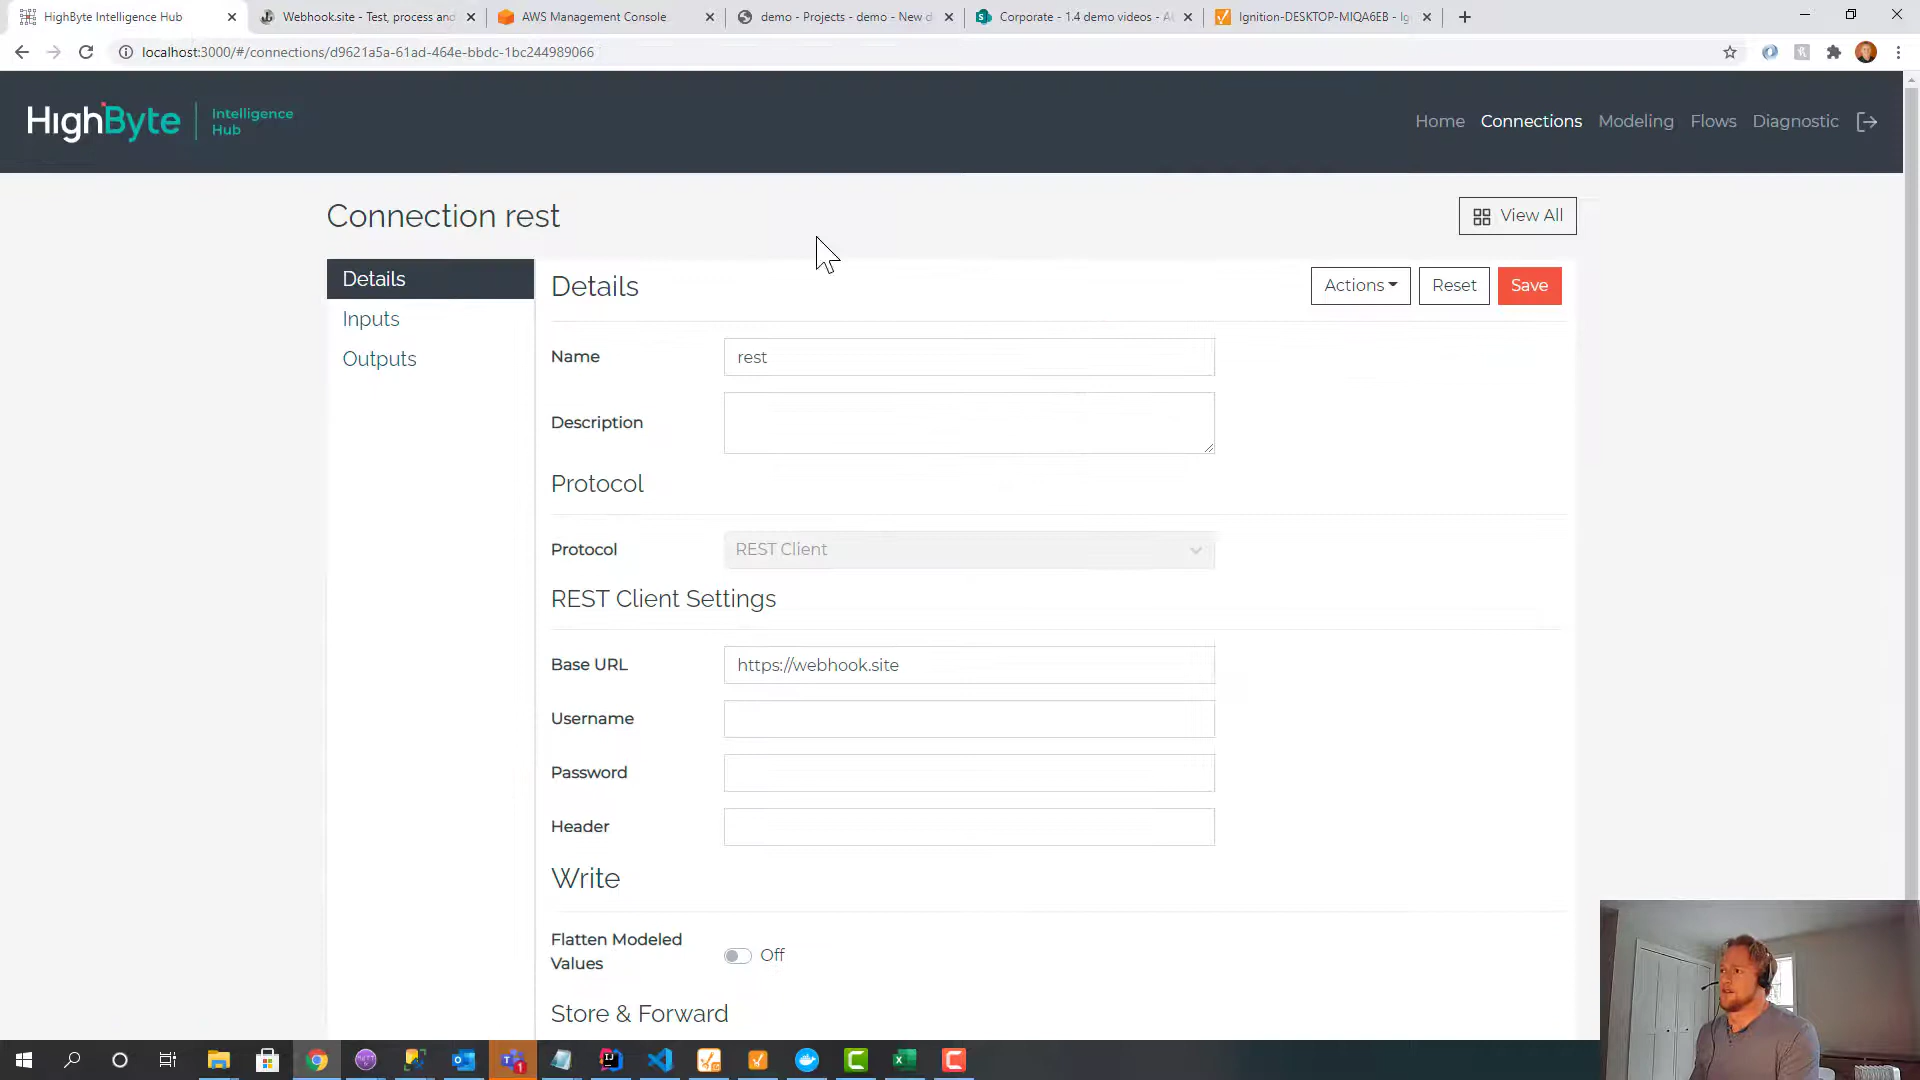 HighByte Intelligence Hub
Webhook.site - Test, process and
AWS Management Console
demo - Projects - demo - New d
Corporate - 1.4 demo videos - A
Ignition-DESKTOP-MIQA6EB - Ig
localhost:3000/#/connections/d9621a5a-61ad-464e-bbdc-1bc244989066
HighByte
Intelligence
Hub
Home
Connections
Modeling
Flows
Diagnostic
Connection rest
View All
Details
Inputs
Outputs
Details
Actions
Reset
Save
Name
rest
Description
Protocol
Protocol
REST Client
REST Client Settings
Base URL
https://webhook.site
Username
Password
Header
Write
Flatten Modeled
Values
Off
Store & Forward